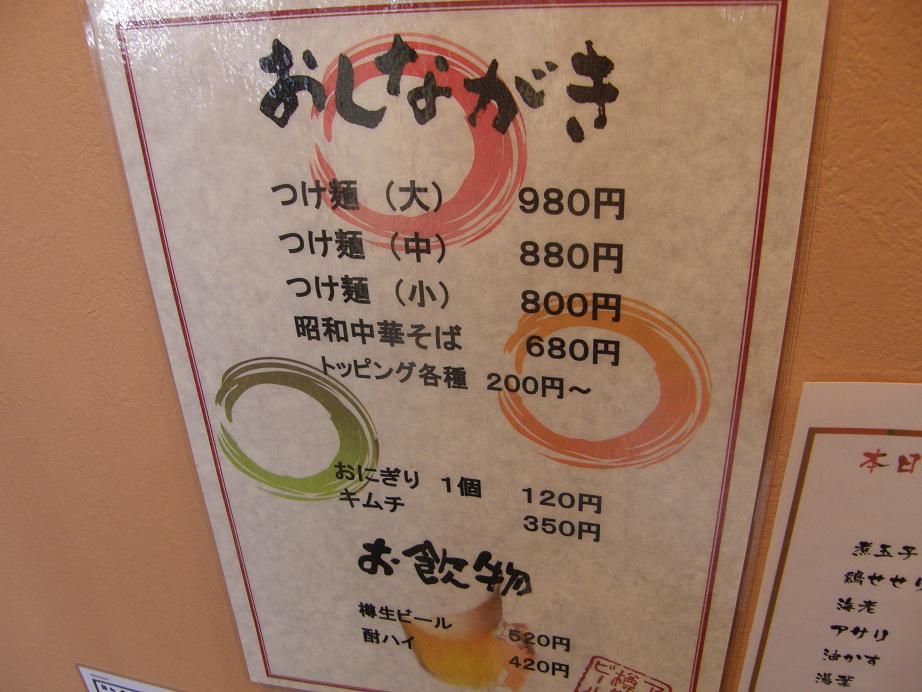 おしながき
つけ麺 （大） 980円
つけ麺 （中） 880円
つけ麺 （小） 800円
昭和中華そば 680円
トッピング各種 200円～
おにぎり 1個 120円
キムチ 350円
お飲物
樽生ビール 520円
酎ハイ 420円
本日
煮玉子
鶏せせり
海老
アサリ
油かす